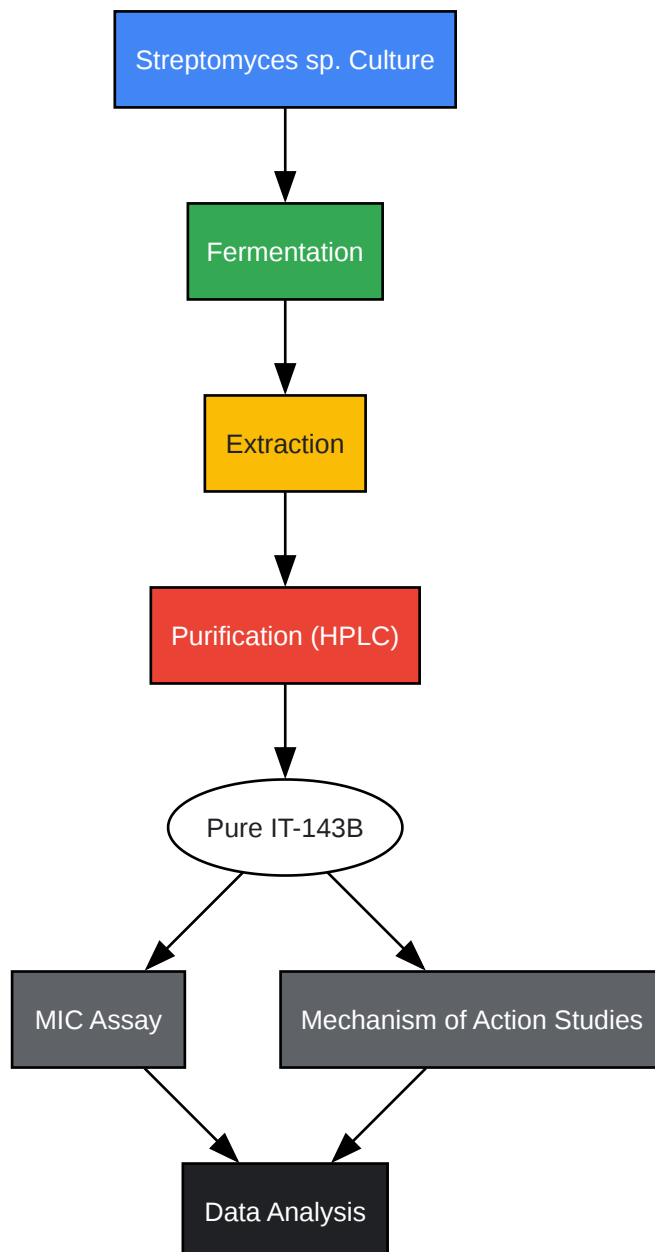 Streptomyces sp. Culture
Fermentation
Extraction
Purification (HPLC)
Pure IT-143B
MIC Assay
Mechanism of Action Studies
Data Analysis